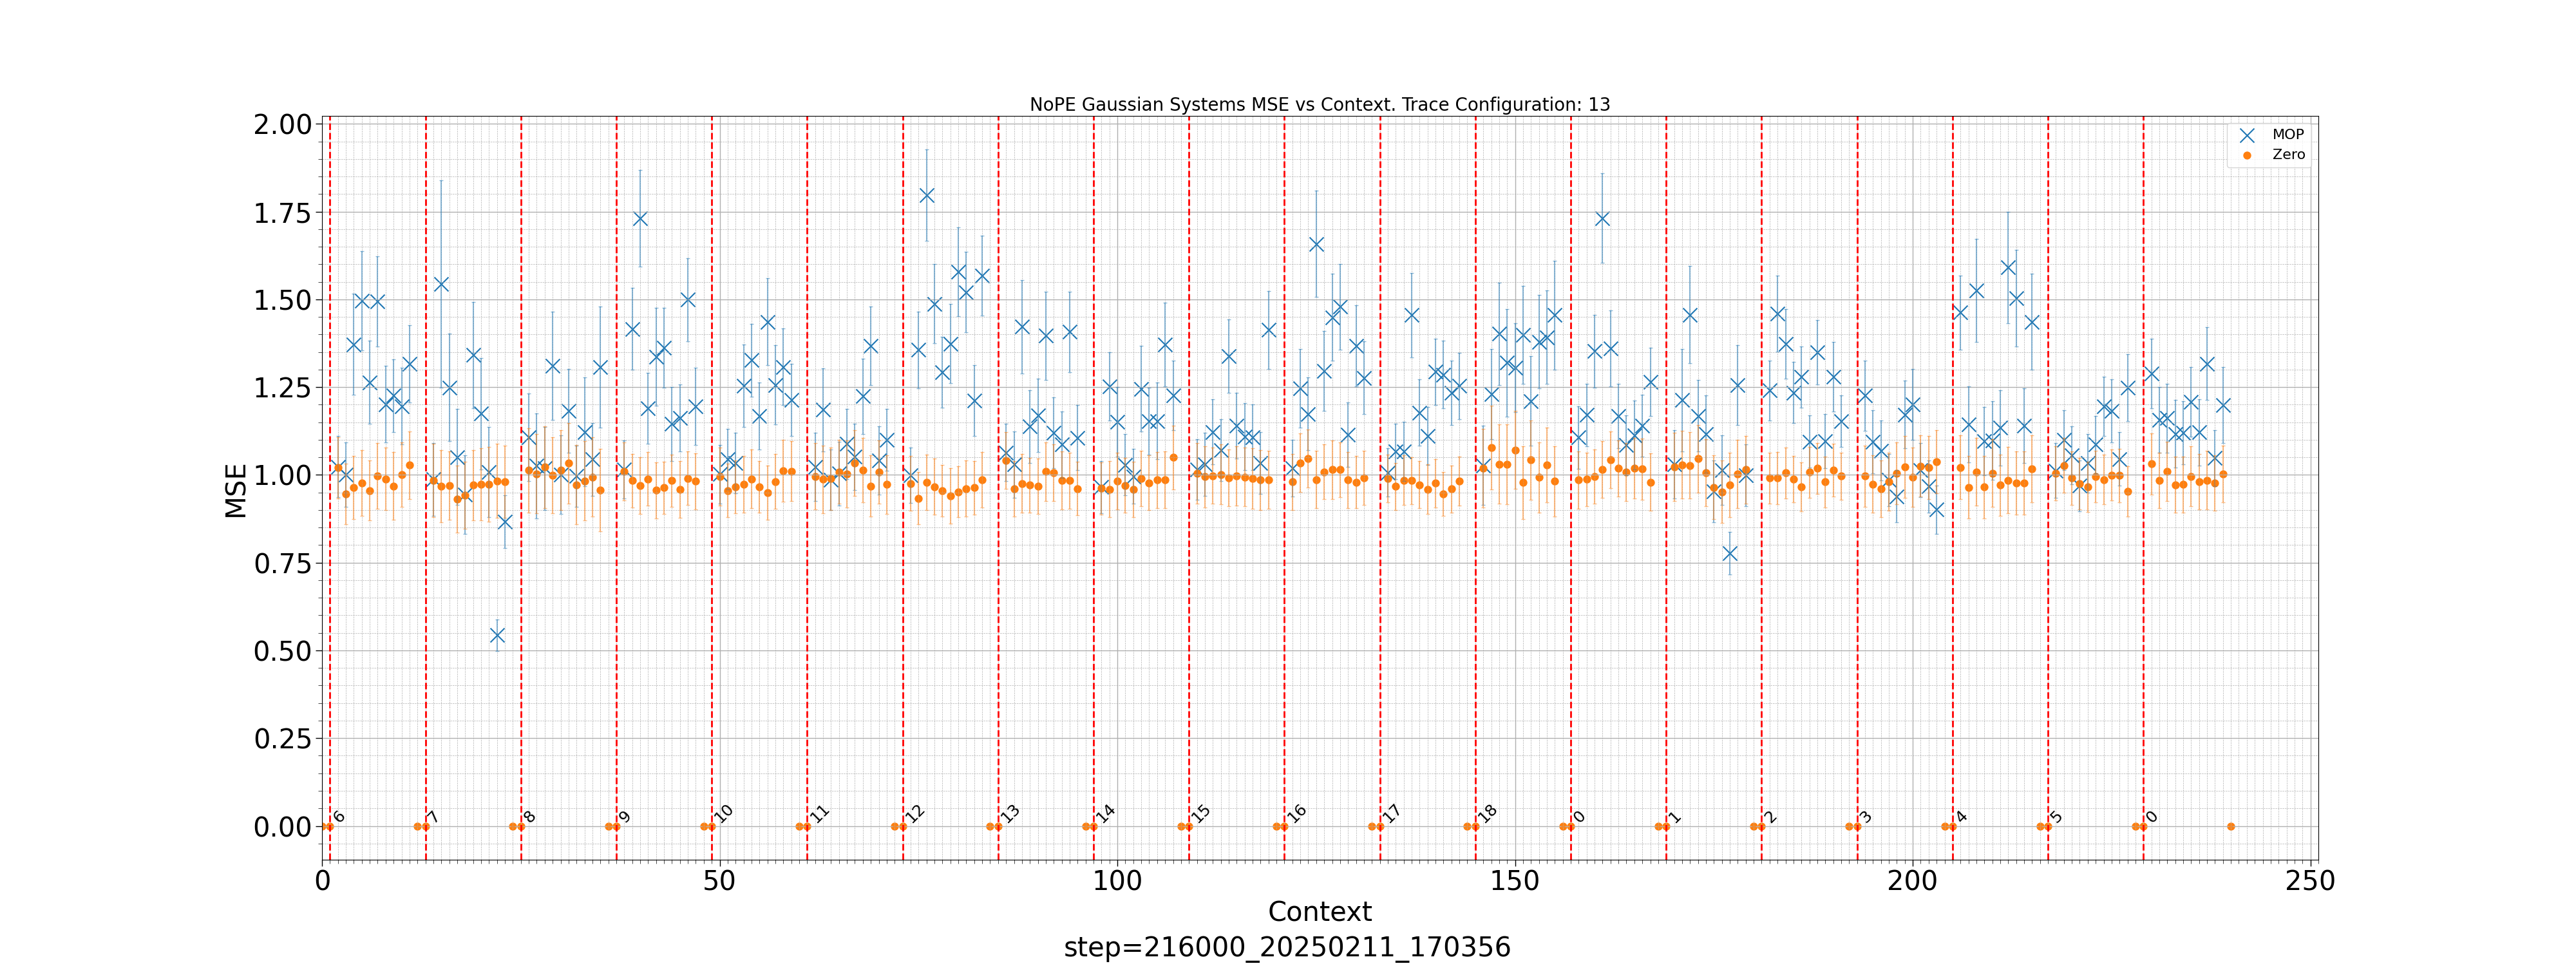 NoPE Gaussian Systems MSE vs Context. Trace Configuration: 13
MOP
Zero
MSE
2.00
1.75
1.50
1.25
1.00
0.75
0.50
0.25
0.00
6 7 8 9 10 11 12 13 14 15 16 17 18 0 1 2 3 4 5 0
0 50 100 150 200 250
Context
step=216000_20250211_170356